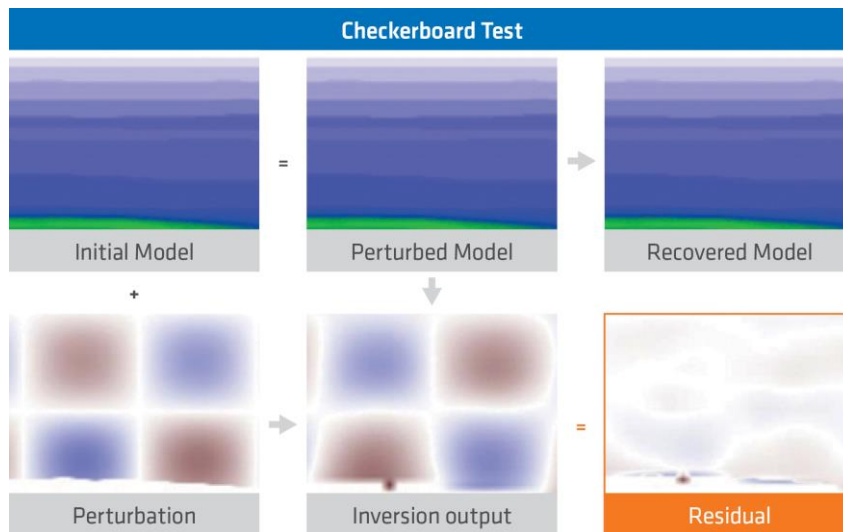 Checkerboard Test
=
Initial Model
Perturbed Model
Recovered Model
+
=
Perturbation
Inversion output
Residual